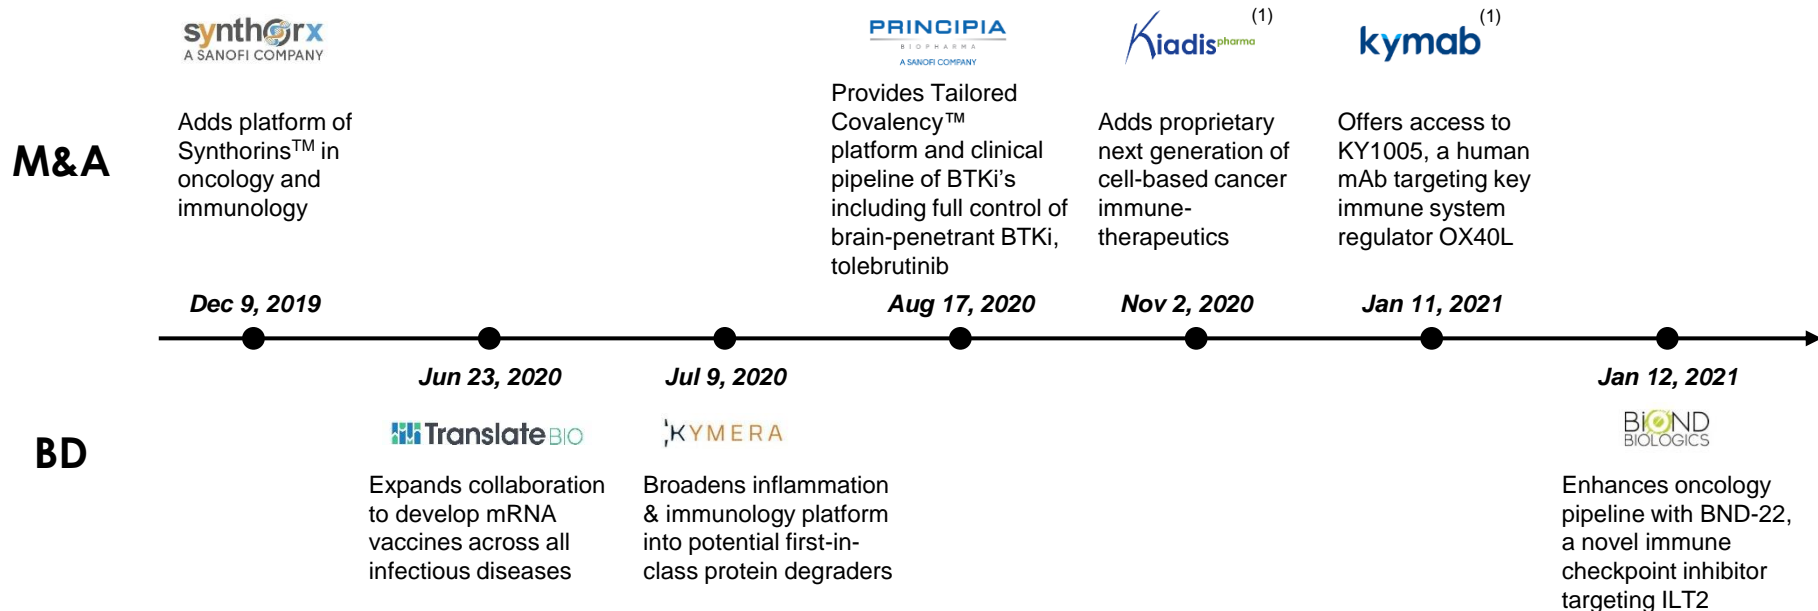 synthorx
A SANOFI COMPANY
PRINCIPIA
BIOPHARMA
A SANOFI COMPANY
Kiadis pharma (1)
kymab (1)
M&A
Adds platform of
Synthorins™ in
oncology and
immunology
Provides Tailored
Covalency™
platform and clinical
pipeline of BTKi’s
including full control of
brain-penetrant BTKi,
tolebrutinib
Adds proprietary
next generation of
cell-based cancer
immune-
therapeutics
Offers access to
KY1005, a human
mAb targeting key
immune system
regulator OX40L
Dec 9, 2019
Aug 17, 2020
Nov 2, 2020
Jan 11, 2021
Jun 23, 2020
Jul 9, 2020
Jan 12, 2021
BD
Translate BIO
KYMERA
BiOND
BIOLOGICS
Expands collaboration
to develop mRNA
vaccines across all
infectious diseases
Broadens inflammation
& immunology platform
into potential first-in-
class protein degraders
Enhances oncology
pipeline with BND-22,
a novel immune
checkpoint inhibitor
targeting ILT2